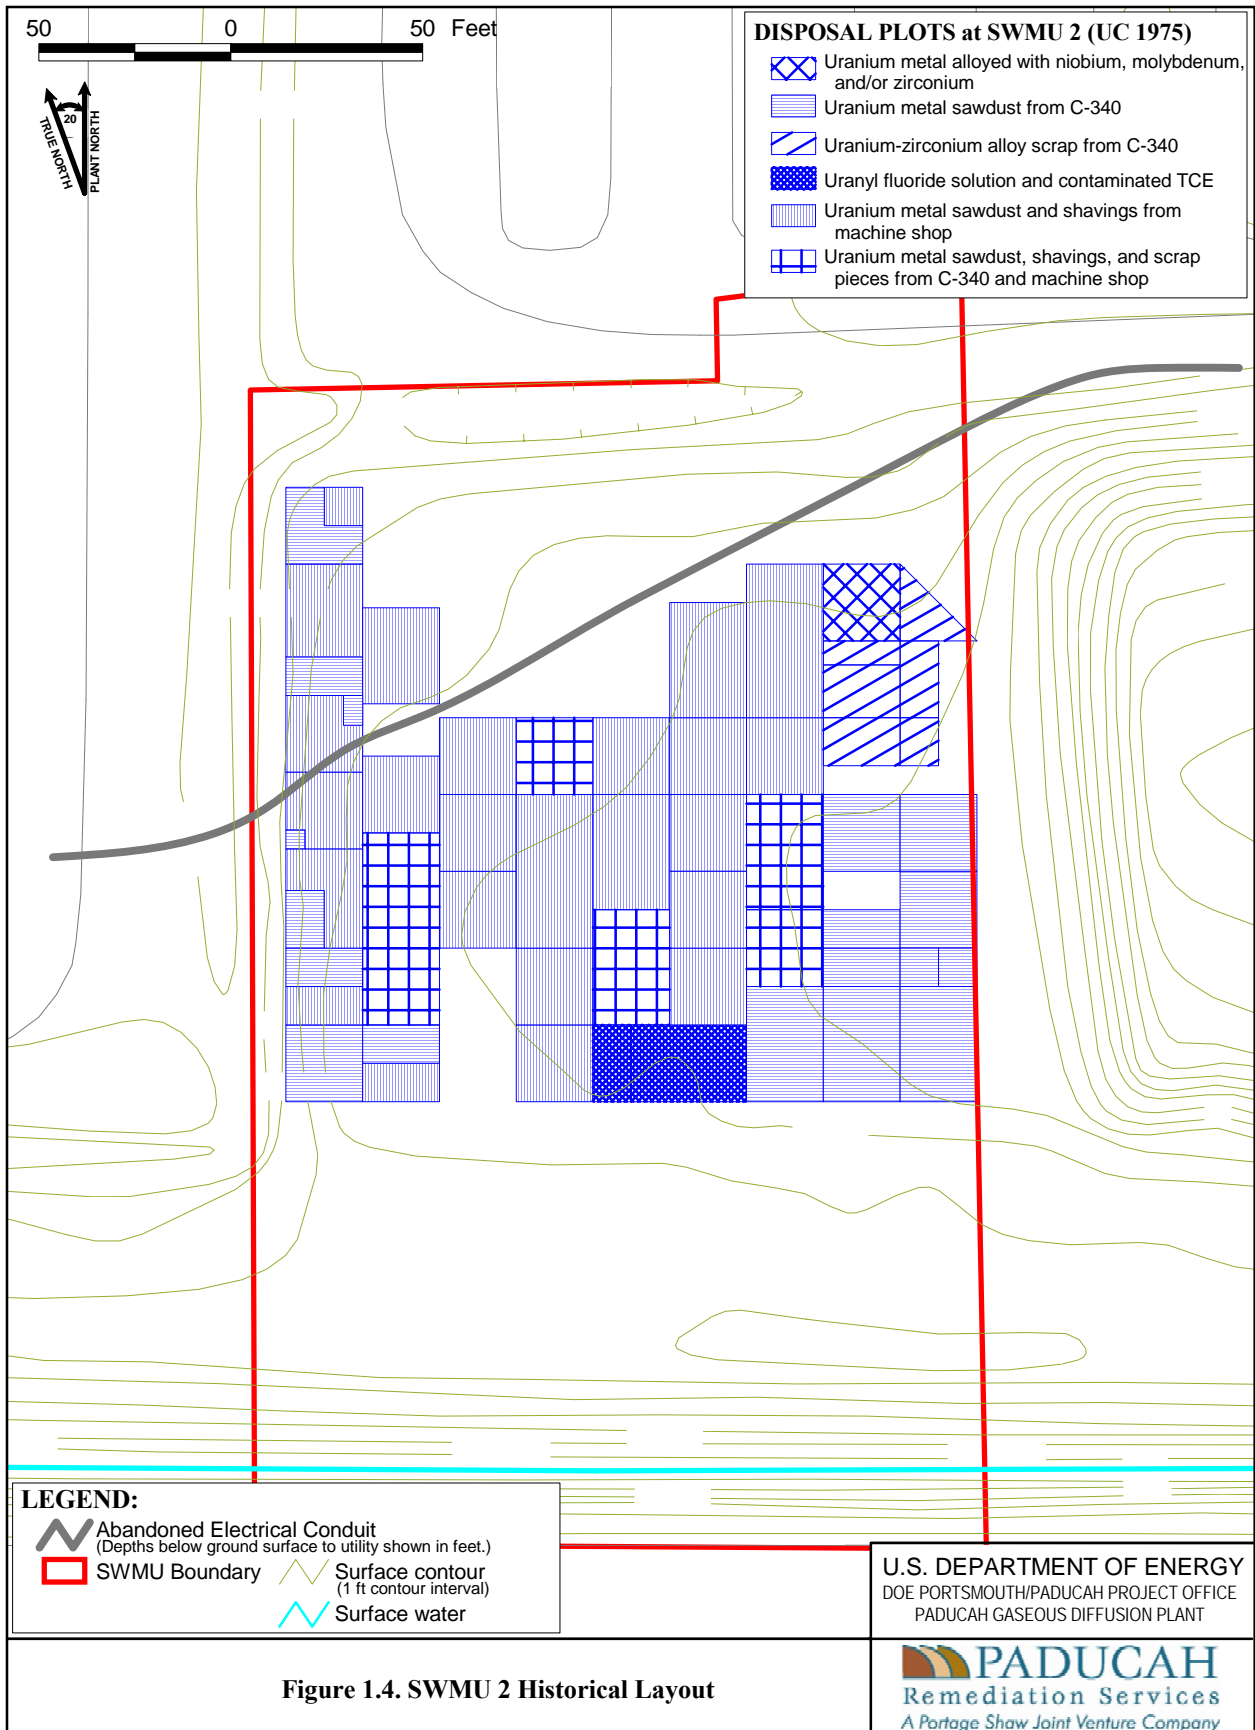 50 0 50 Feet
20
TRUE NORTH
PLANT NORTH
DISPOSAL PLOTS at SWMU 2 (UC 1975)
Uranium metal alloyed with niobium, molybdenum,
and/or zirconium
Uranium metal sawdust from C-340
Uranium-zirconium alloy scrap from C-340
Uranyl fluoride solution and contaminated TCE
Uranium metal sawdust and shavings from
machine shop
Uranium metal sawdust, shavings, and scrap
pieces from C-340 and machine shop
LEGEND:
Abandoned Electrical Conduit
(Depths below ground surface to utility shown in feet.)
SWMU Boundary
Surface contour
(1 ft contour interval)
Surface water
U.S. DEPARTMENT OF ENERGY
DOE PORTSMOUTH/PADUCAH PROJECT OFFICE
PADUCAH GASEOUS DIFFUSION PLANT
Figure 1.4. SWMU 2 Historical Layout
PADUCAH
Remediation Services
A Portage Shaw Joint Venture Company